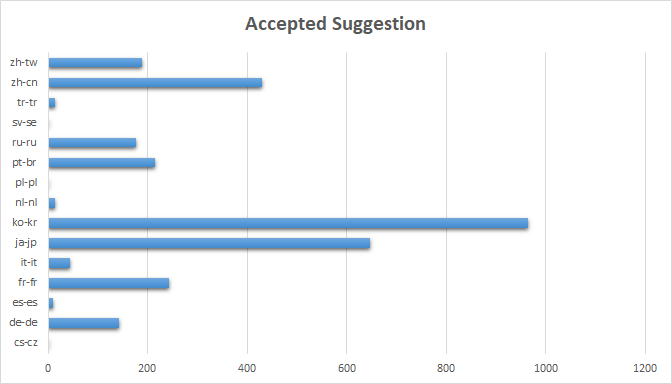 Accepted Suggestion
zh-tw
zh-cn
tr-tr
sv-se
ru-ru
pt-br
pl-pl
nl-nl
ko-kr
ja-jp
it-it
fr-fr
es-es
de-de
cs-cz
0 200 400 600 800 1000 1200